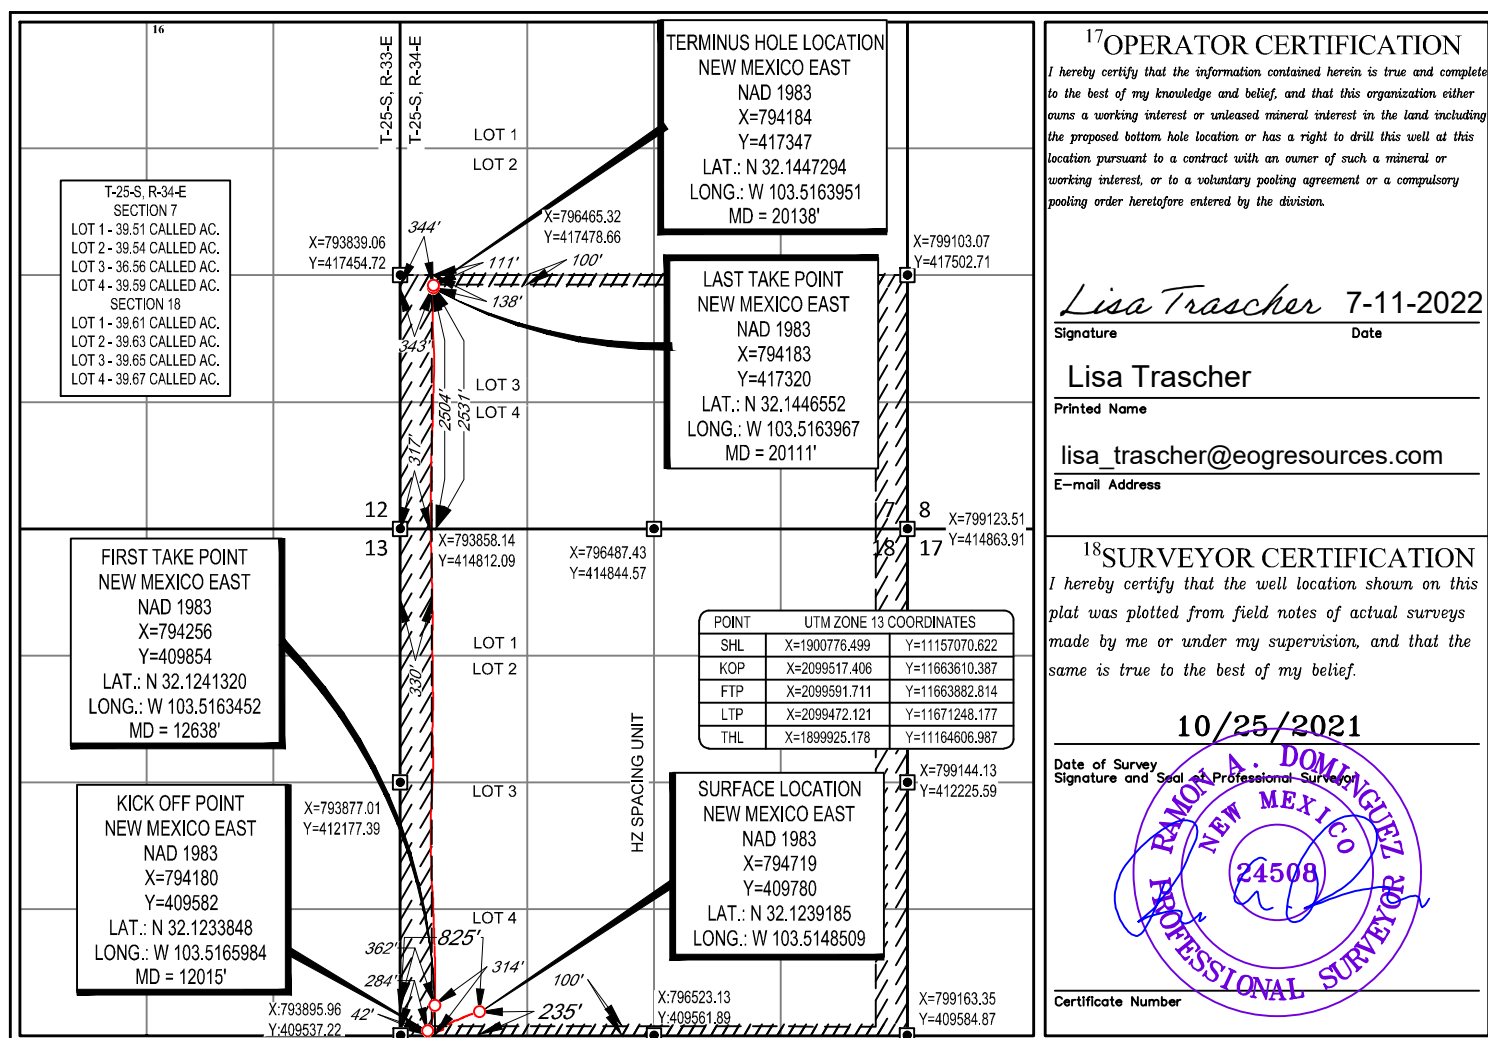 16
T-25-S, R-33-E
T-25-S, R-34-E
LOT 1
LOT 2
TERMINUS HOLE LOCATION
NEW MEXICO EAST
NAD 1983
X=794184
Y=417347
LAT.: N 32.1447294
LONG.: W 103.5163951
MD = 20138'
T-25-S, R-34-E
SECTION 7
LOT 1 - 39.51 CALLED AC.
LOT 2 - 39.54 CALLED AC.
LOT 3 - 36.56 CALLED AC.
LOT 4 - 39.59 CALLED AC.
SECTION 18
LOT 1 - 39.61 CALLED AC.
LOT 2 - 39.63 CALLED AC.
LOT 3 - 39.65 CALLED AC.
LOT 4 - 39.67 CALLED AC.
X=793839.06
Y=417454.72
344'
X=796465.32
Y=417478.66
X=799103.07
Y=417502.71
111'
100'
138'
343'
LAST TAKE POINT
NEW MEXICO EAST
NAD 1983
X=794183
Y=417320
LAT.: N 32.1446552
LONG.: W 103.5163967
MD = 20111'
LOT 3
LOT 4
2504'
2531'
317'
12
13
7
8
18
17
X=793858.14
Y=414812.09
X=796487.43
Y=414844.57
X=799123.51
Y=414863.91
FIRST TAKE POINT
NEW MEXICO EAST
NAD 1983
X=794256
Y=409854
LAT.: N 32.1241320
LONG.: W 103.5163452
MD = 12638'
LOT 1
LOT 2
330'
POINT UTM ZONE 13 COORDINATES
SHL X=1900776.499 Y=11157070.622
KOP X=2099517.406 Y=11663610.387
FTP X=2099591.711 Y=11663882.814
LTP X=2099472.121 Y=11671248.177
THL X=1899925.178 Y=11164606.987
HZ SPACING UNIT
X=793877.01
Y=412177.39
LOT 3
X=799144.13
Y=412225.59
KICK OFF POINT
NEW MEXICO EAST
NAD 1983
X=794180
Y=409582
LAT.: N 32.1233848
LONG.: W 103.5165984
MD = 12015'
SURFACE LOCATION
NEW MEXICO EAST
NAD 1983
X=794719
Y=409780
LAT.: N 32.1239185
LONG.: W 103.5148509
LOT 4
825'
362'
314'
284'
100'
235'
42'
X:793895.96
Y:409537.22
X:796523.13
Y:409561.89
X=799163.35
Y=409584.87
17OPERATOR CERTIFICATION
I hereby certify that the information contained herein is true and complete
to the best of my knowledge and belief, and that this organization either
owns a working interest or unleased mineral interest in the land including
the proposed bottom hole location or has a right to drill this well at this
location pursuant to a contract with an owner of such a mineral or
working interest, or to a voluntary pooling agreement or a compulsory
pooling order heretofore entered by the division.
Lisa Trascher 7-11-2022
Signature Date
Lisa Trascher
Printed Name
lisa_trascher@eogresources.com
E-mail Address
18SURVEYOR CERTIFICATION
I hereby certify that the well location shown on this
plat was plotted from field notes of actual surveys
made by me or under my supervision, and that the
same is true to the best of my belief.
10/25/2021
Date of Survey
Signature and Seal of Professional Surveyor
RAMON A. DOMINGUEZ
NEW MEXICO
24508
PROFESSIONAL SURVEYOR
Certificate Number